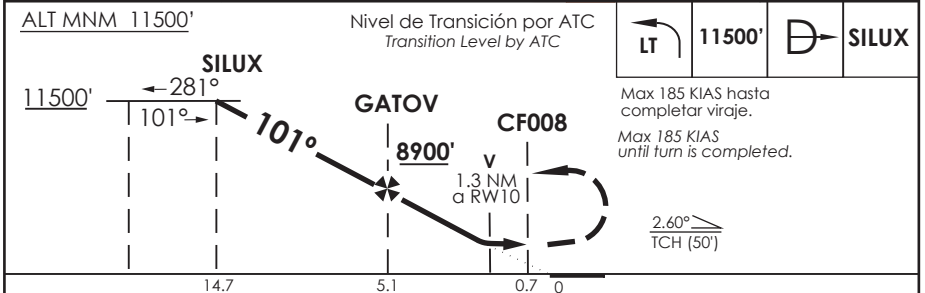 ALT MNM 11500'
Nivel de Transición por ATC
Transition Level by ATC
LT
11500'
D
SILUX
SILUX
11500'
←281°
101°→
101°
GATOV
8900'
CF008
V
1.3 NM
a RW10
Max 185 KIAS hasta
completar viraje.
Max 185 KIAS
until turn is completed.
2.60°
TCH (50')
14.7
5.1
0.7
0